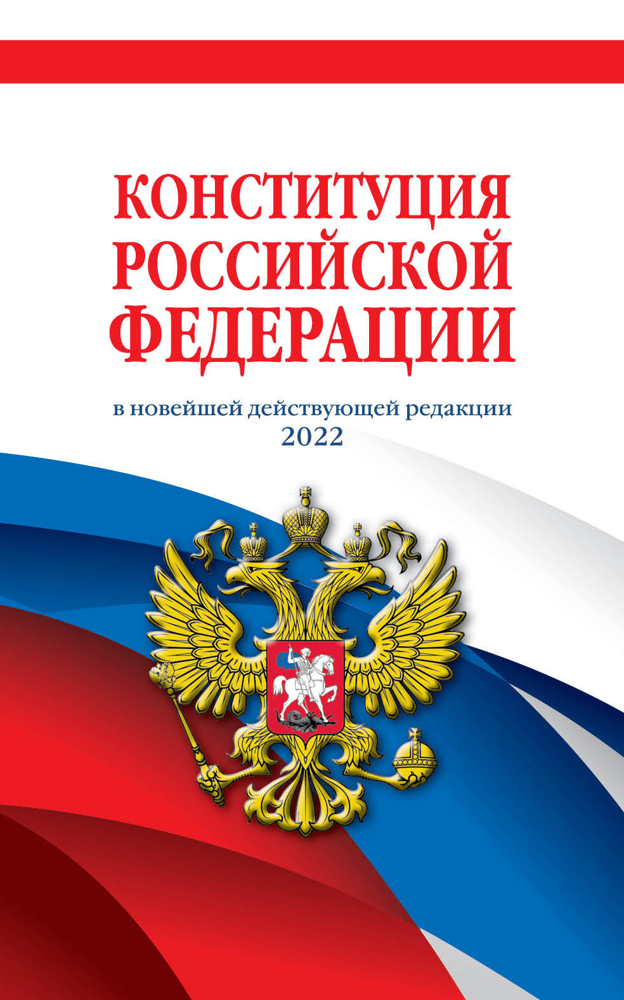 КОНСТИТУЦИЯ
РОССИЙСКОЙ
ФЕДЕРАЦИИ
в новейшей действующей редакции
2022